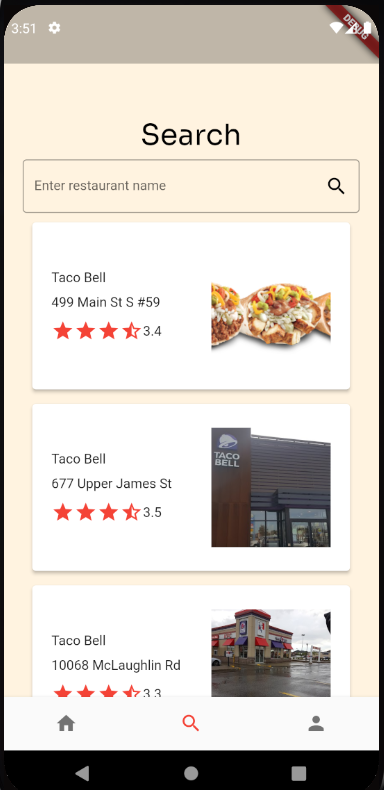 3:51
DEBUG
Search
Enter restaurant name
Taco Bell
499 Main St S #59
3.4
TACO
BELL
Taco Bell
677 Upper James St
3.5
Taco Bell
10068 McLaughlin Rd
3.3